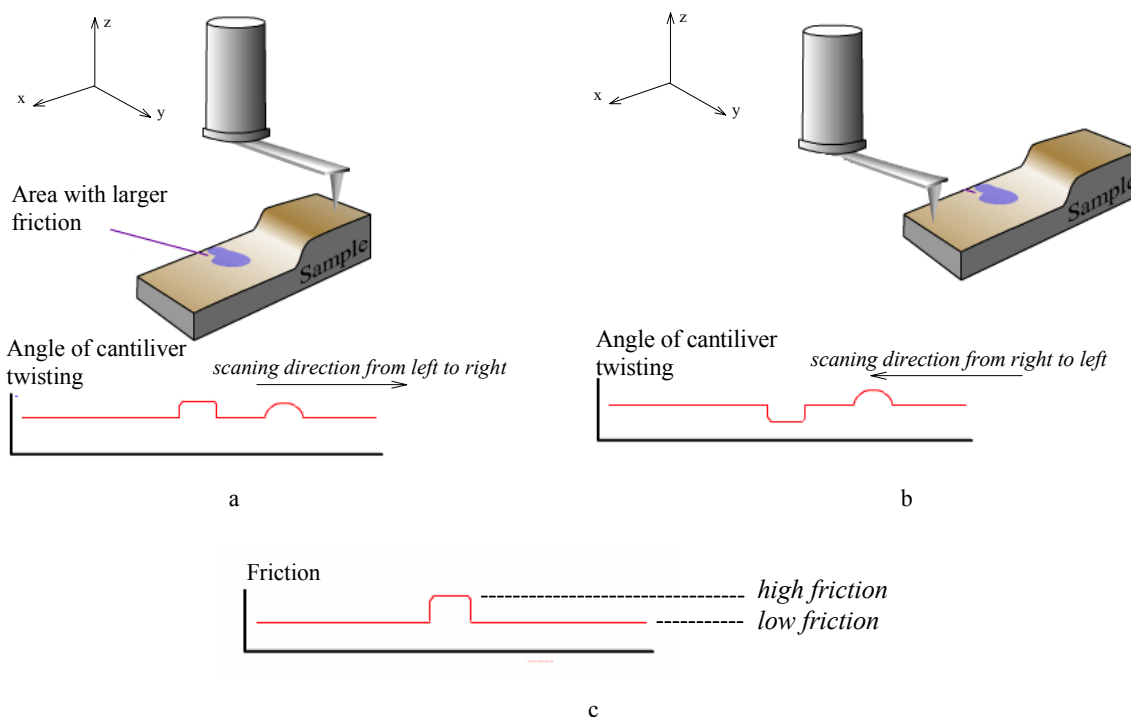 z
x
y
Area with larger
friction
Sample
Angle of cantiliver
twisting
scaning direction from left to right
a
z
x
y
Sample
Angle of cantiliver
twisting
scaning direction from right to left
b
Friction
high friction
low friction
c